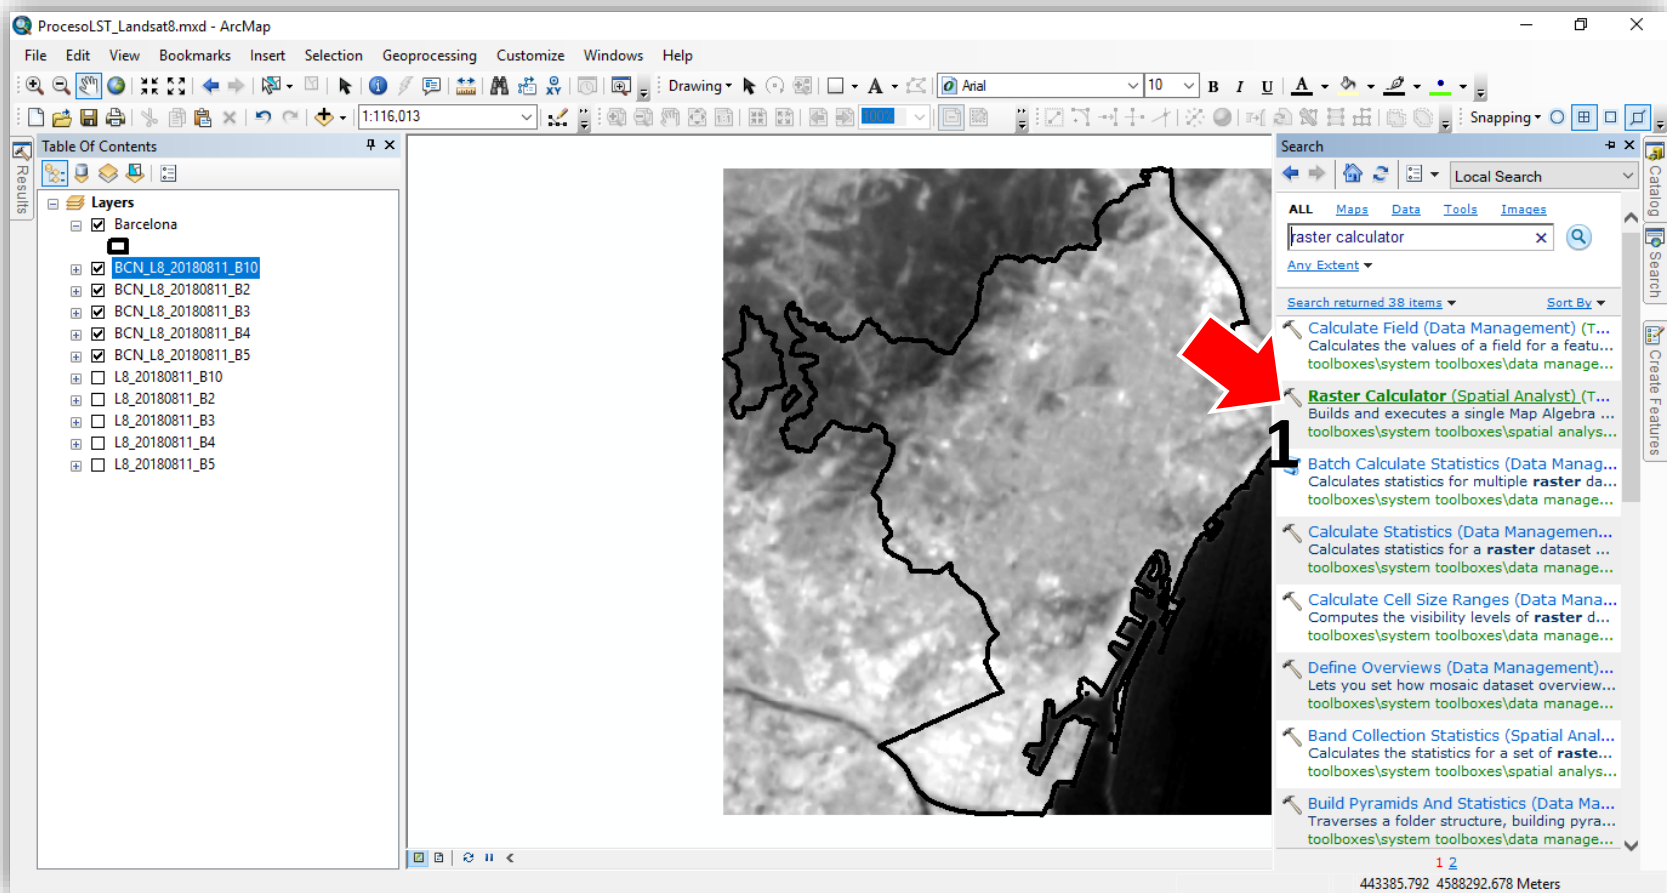 ProcesoLST_Landsat8.mxd - ArcMap
File Edit View Bookmarks Insert Selection Geoprocessing Customize Windows Help
Drawing A Arial 10 B I U A
1:116,013 100% Snapping
Results
Table Of Contents
Layers
Barcelona
BCN_L8_20180811_B10
BCN_L8_20180811_B2
BCN_L8_20180811_B3
BCN_L8_20180811_B4
BCN_L8_20180811_B5
L8_20180811_B10
L8_20180811_B2
L8_20180811_B3
L8_20180811_B4
L8_20180811_B5
1
Search
Local Search
ALL Maps Data Tools Images
raster calculator
Any Extent
Search returned 38 items Sort By
Calculate Field (Data Management) (T...
Calculates the values of a field for a featu...
toolboxes\system toolboxes\data manage...
Raster Calculator (Spatial Analyst) (T...
Builds and executes a single Map Algebra ...
toolboxes\system toolboxes\spatial analys...
Batch Calculate Statistics (Data Manag...
Calculates statistics for multiple raster da...
toolboxes\system toolboxes\data manage...
Calculate Statistics (Data Managemen...
Calculates statistics for a raster dataset ...
toolboxes\system toolboxes\data manage...
Calculate Cell Size Ranges (Data Mana...
Computes the visibility levels of raster d...
toolboxes\system toolboxes\data manage...
Define Overviews (Data Management)...
Lets you set how mosaic dataset overview...
toolboxes\system toolboxes\data manage...
Band Collection Statistics (Spatial Anal...
Calculates the statistics for a set of raste...
toolboxes\system toolboxes\spatial analys...
Build Pyramids And Statistics (Data Ma...
Traverses a folder structure, building pyra...
toolboxes\system toolboxes\data manage...
1 2
Catalog
Search
Create Features
443385.792 4588292.678 Meters